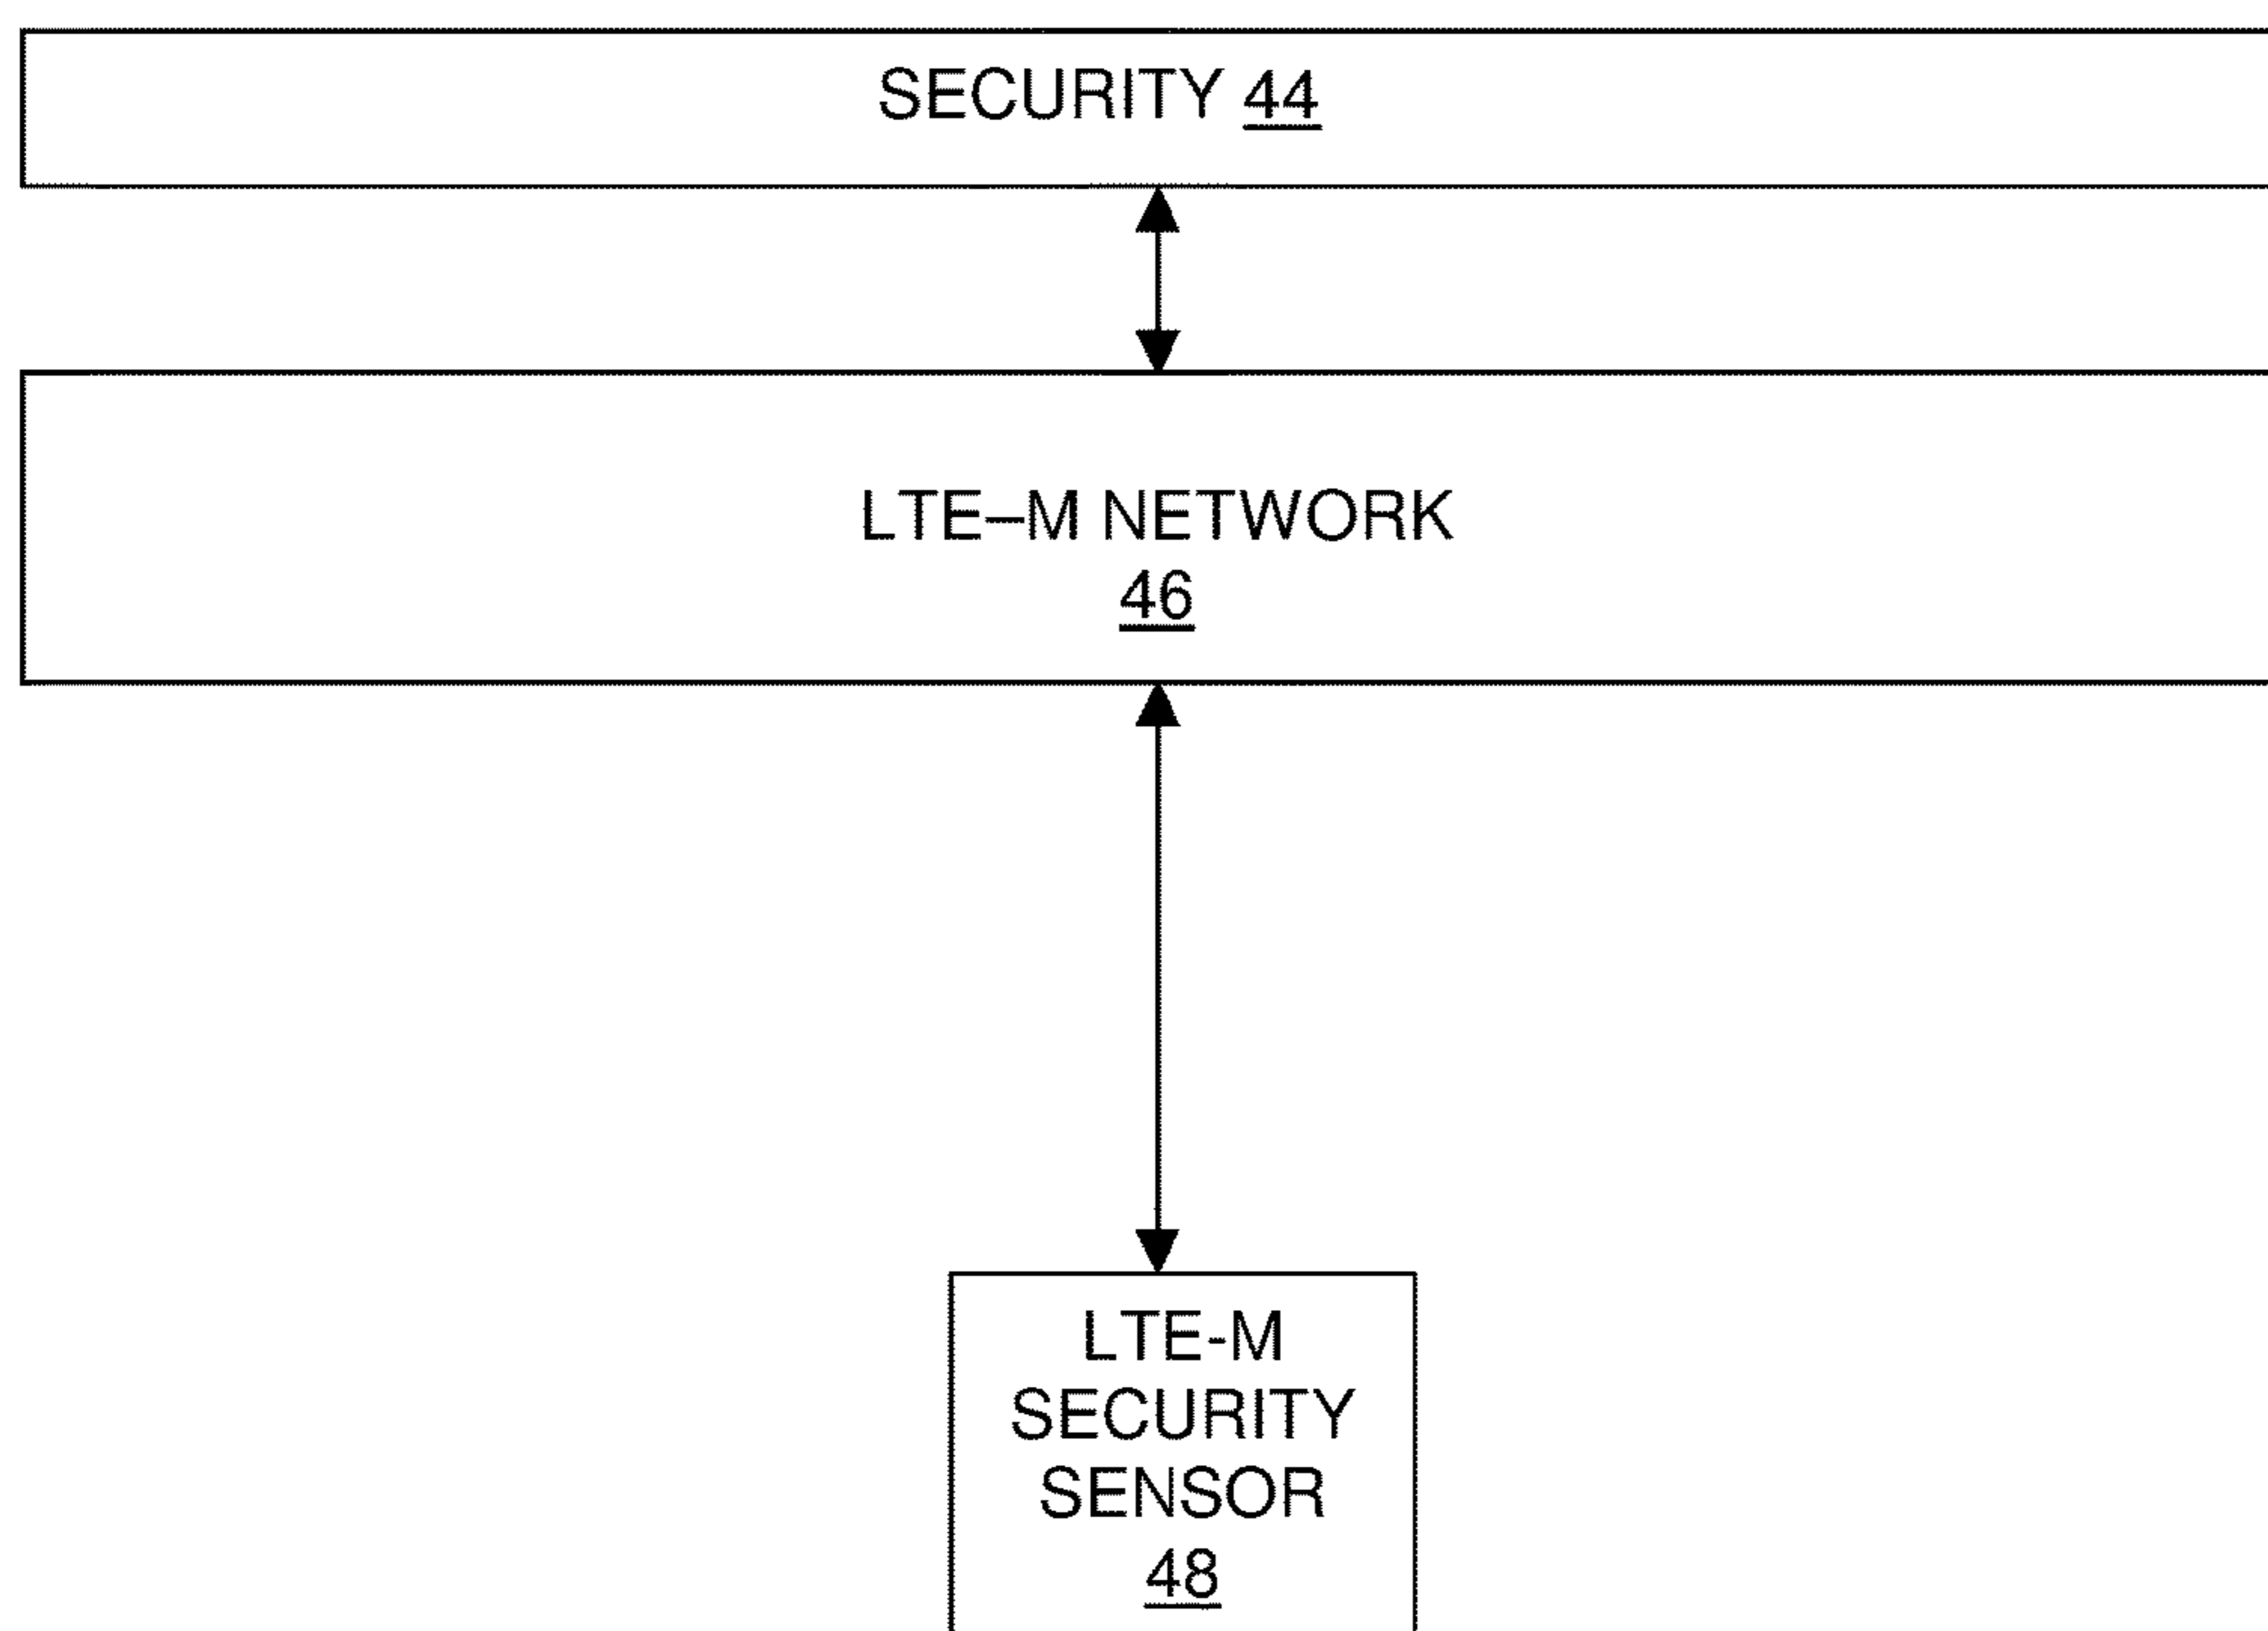 SECURITY 44
LTE–M NETWORK
46
LTE-M
SECURITY
SENSOR
48